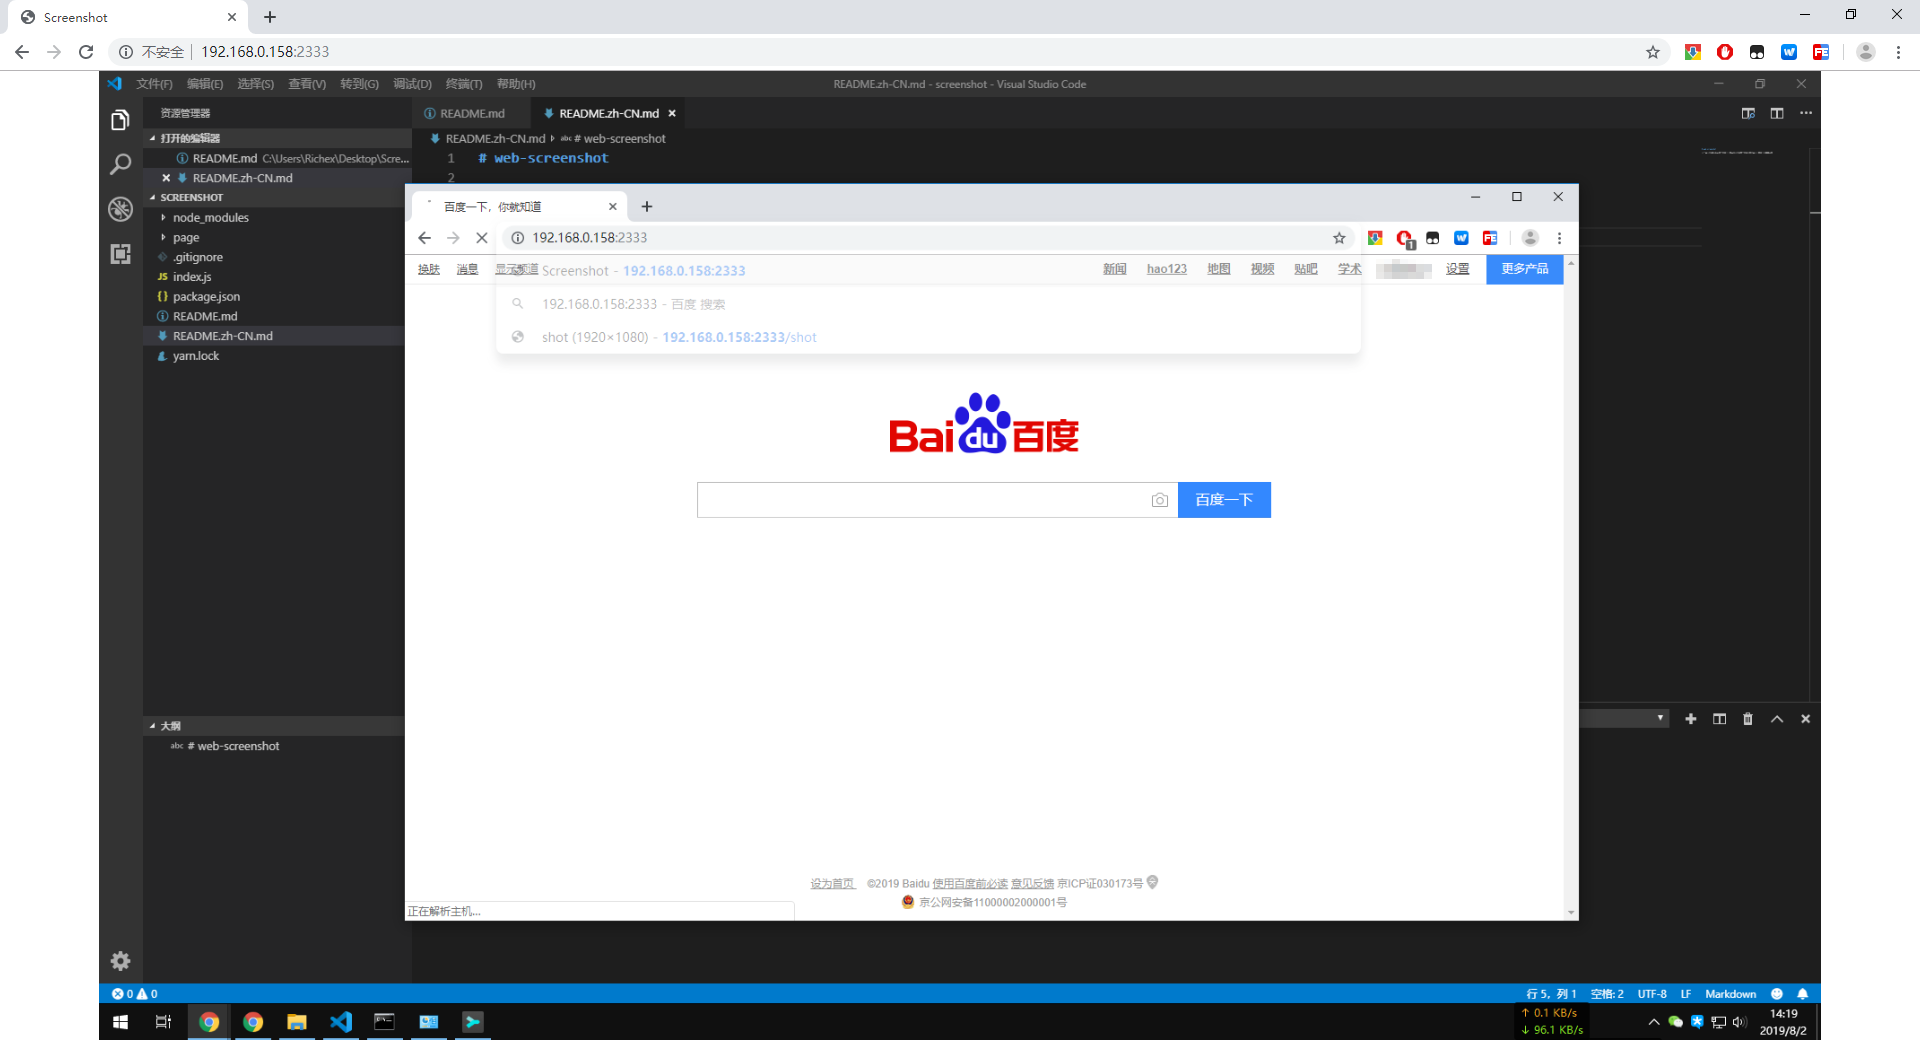 Screenshot
不安全 192.168.0.158:2333
文件(F) 编辑(E) 选择(S) 查看(V) 转到(G) 调试(D) 终端(T) 帮助(H) README.zh-CN.md - screenshot - Visual Studio Code
资源管理器
README.md README.zh-CN.md
打开的编辑器
README.zh-CN.md abc # web-screenshot
README.md C:\Users\Richex\Desktop\Scre...
1 # web-screenshot
README.zh-CN.md
2
SCREENSHOT
node_modules
page
.gitignore
JS index.js
{} package.json
README.md
README.zh-CN.md
yarn.lock
大纲
abc # web-screenshot
百度一下，你就知道
192.168.0.158:2333
1
换肤 消息 显示频道
新闻 hao123 地图 视频 贴吧 学术 设置 更多产品
Screenshot - 192.168.0.158:2333
192.168.0.158:2333 - 百度 搜索
shot (1920×1080) - 192.168.0.158:2333/shot
Bai du 百度
百度一下
设为首页 ©2019 Baidu 使用百度前必读 意见反馈 京ICP证030173号
京公网安备11000002000001号
正在解析主机...
0 0
行 5，列 1 空格: 2 UTF-8 LF Markdown
↑ 0.1 KB/s
↓ 96.1 KB/s
14:19
2019/8/2